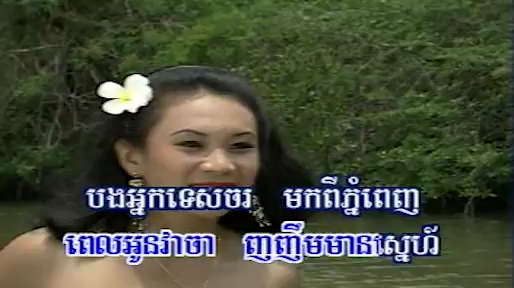 បងអ្នកទេសចរ មកពីភ្នំពេញ
ពេលអូនវាចា ញញឹមមានស្នេហ៍